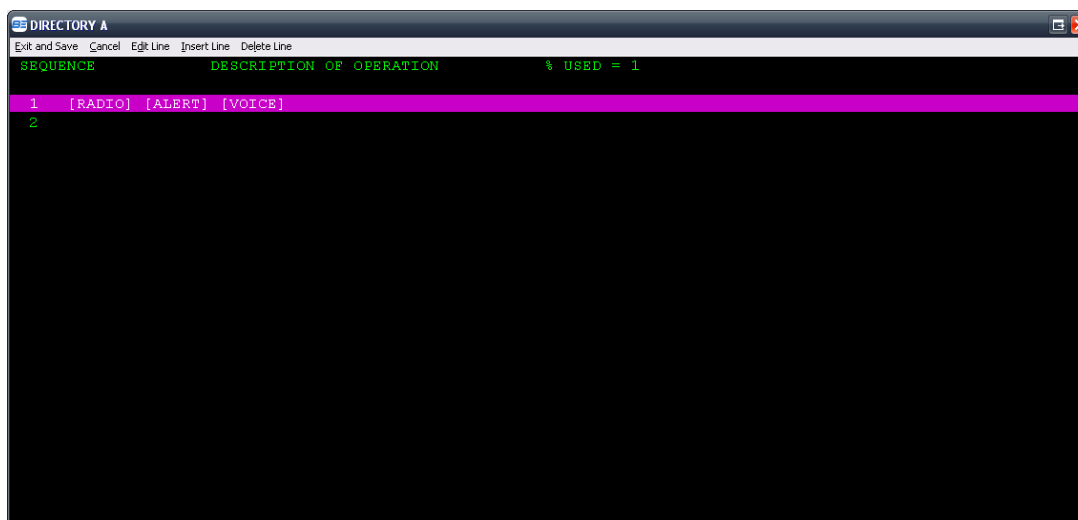 DIRECTORY A
Exit and Save Cancel Edit Line Insert Line Delete Line
SEQUENCE DESCRIPTION OF OPERATION % USED = 1
1 [RADIO] [ALERT] [VOICE]
2